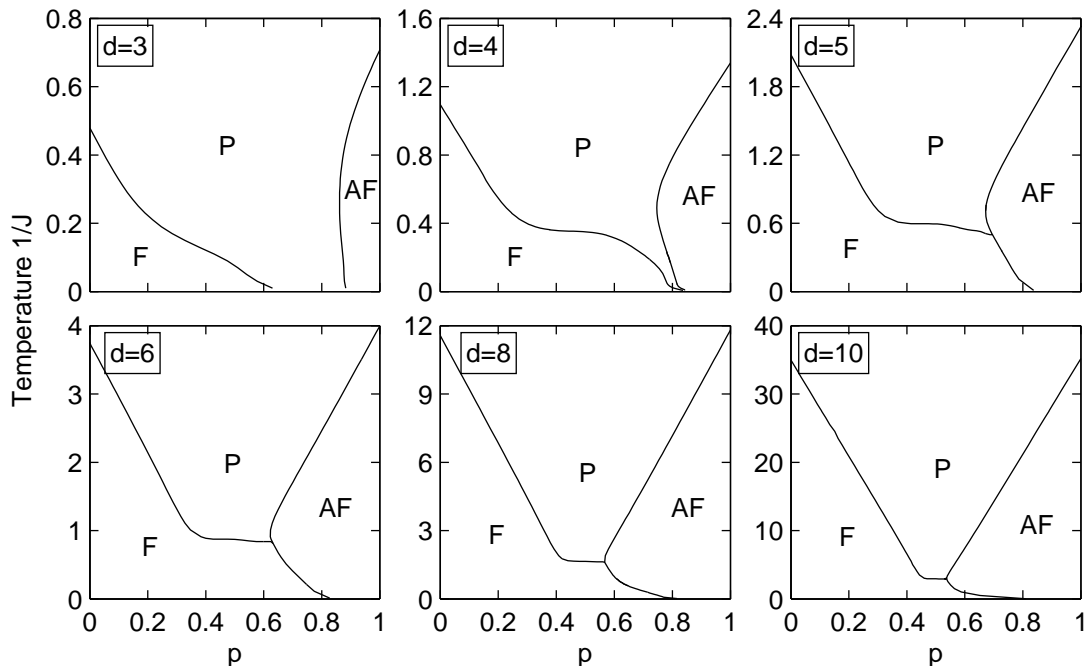 0.8 1.6 2.4
d=3 d=4 d=5
0.6 1.2 1.8
P P P
0.4 0.8 1.2
AF AF AF
0.2 0.4 0.6
F F F
0 0 0
Temperature 1/J
4 12 40
d=6 d=8 d=10
3 9 30
2 6 20
P P P
AF AF AF
1 3 10
F F F
0 0 0
0 0.2 0.4 0.6 0.8 1 0 0.2 0.4 0.6 0.8 1 0 0.2 0.4 0.6 0.8 1
p p p